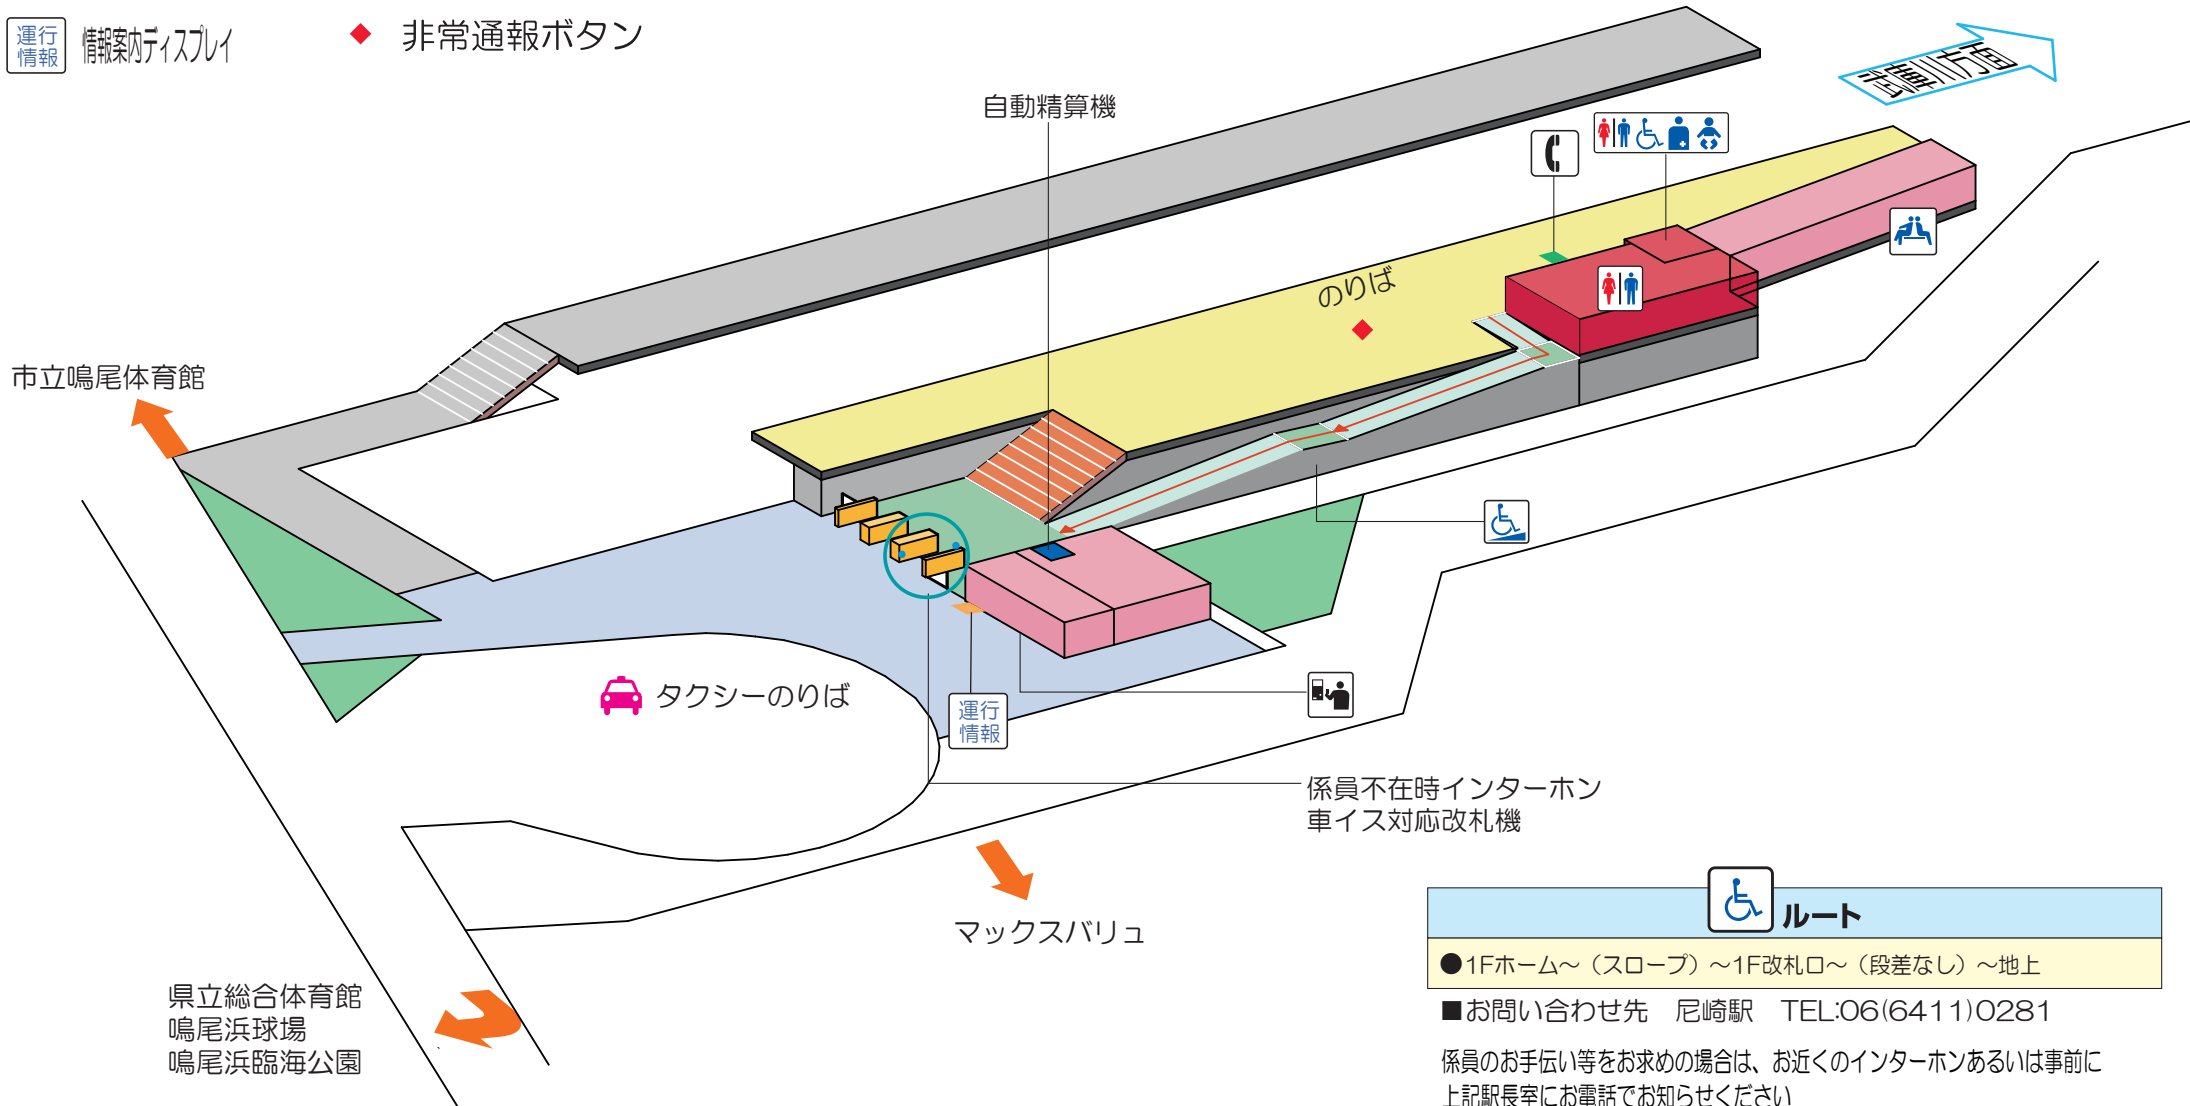 運行
情報
情報案内ディスプレイ
非常通報ボタン
武庫川方面
自動精算機
のりば
市立鳴尾体育館
タクシーのりば
運行
情報
係員不在時インターホン
車イス対応改札機
マックスバリュ
県立総合体育館
鳴尾浜球場
鳴尾浜臨海公園
ルート
●1Fホーム～（スロープ）～1F改札口～（段差なし）～地上
■お問い合わせ先　尼崎駅　TEL:06(6411)0281
係員のお手伝い等をお求めの場合は、お近くのインターホンあるいは事前に
上記駅長室にお電話でお知らせください